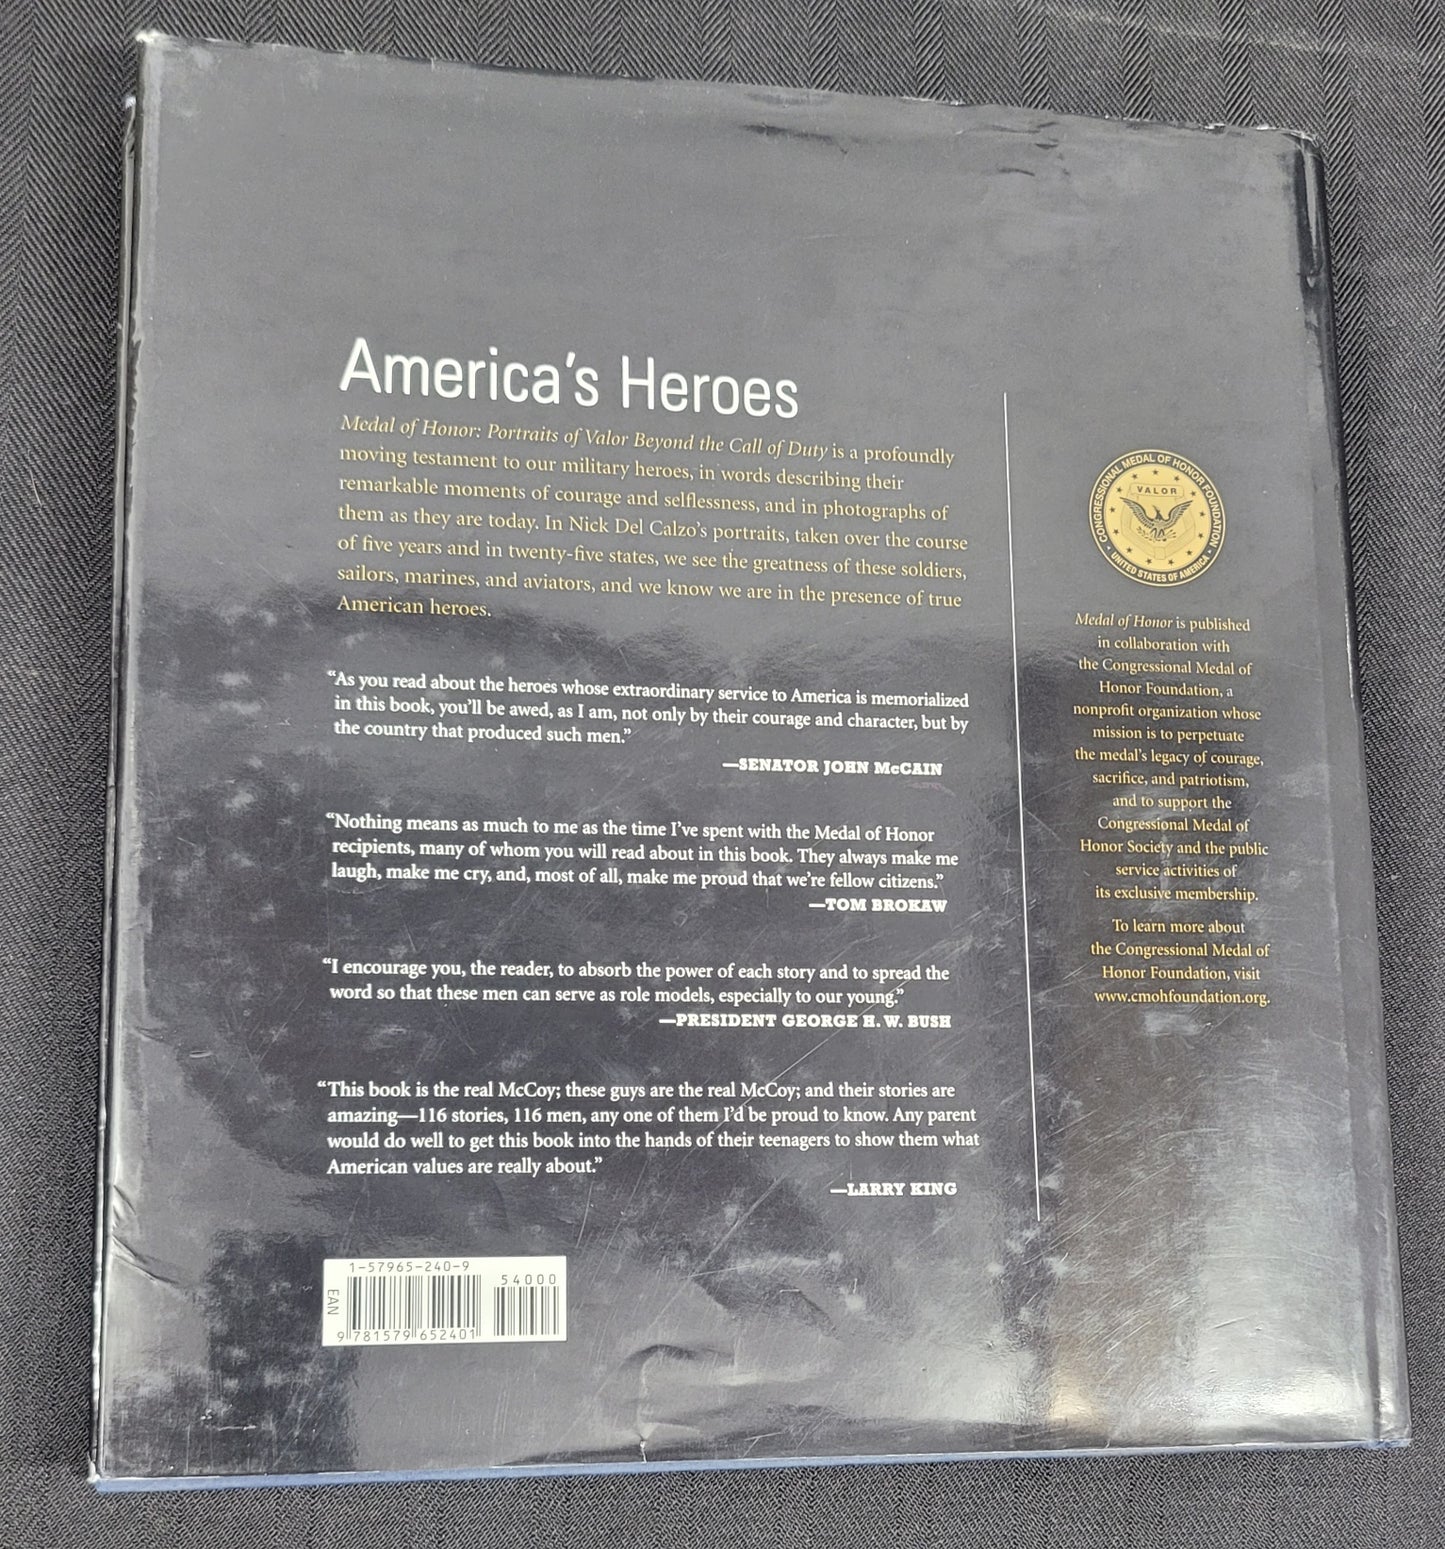 America's Heroes
Medal of Honor: Portraits of Valor Beyond the Call of Duty is a profoundly
moving testament to our military heroes, in words describing their
remarkable moments of courage and selflessness, and in photographs of
them as they are today. In Nick Del Calzo's portraits, taken over the course
of five years and in twenty-five states, we see the greatness of these soldiers,
sailors, marines, and aviators, and we know we are in the presence of true
American heroes.
“As you read about the heroes whose extraordinary service to America is memorialized
in this book, you'll be awed, as I am, not only by their courage and character, but by
the country that produced such men.”
—SENATOR JOHN McCAIN
“Nothing means as much to me as the time I've spent with the Medal of Honor
recipients, many of whom you will read about in this book. They always make me
laugh, make me cry, and, most of all, make me proud that we're fellow citizens.”
—TOM BROKAW
“I encourage you, the reader, to absorb the power of each story and to spread the
word so that these men can serve as role models, especially to our young.”
—PRESIDENT GEORGE H. W. BUSH
“This book is the real McCoy; these guys are the real McCoy; and their stories are
amazing—116 stories, 116 men, any one of them I'd be proud to know. Any parent
would do well to get this book into the hands of their teenagers to show them what
American values are really about.”
—LARRY KING
1-57965-240-9
54000
EAN
9 781579 652401
CONGRESSIONAL MEDAL OF HONOR FOUNDATION
VALOR
UNITED STATES OF AMERICA
Medal of Honor is published
in collaboration with
the Congressional Medal of
Honor Foundation, a
nonprofit organization whose
mission is to perpetuate
the medal's legacy of courage,
sacrifice, and patriotism,
and to support the
Congressional Medal of
Honor Society and the public
service activities of
its exclusive membership.
To learn more about
the Congressional Medal of
Honor Foundation, visit
www.cmohfoundation.org.